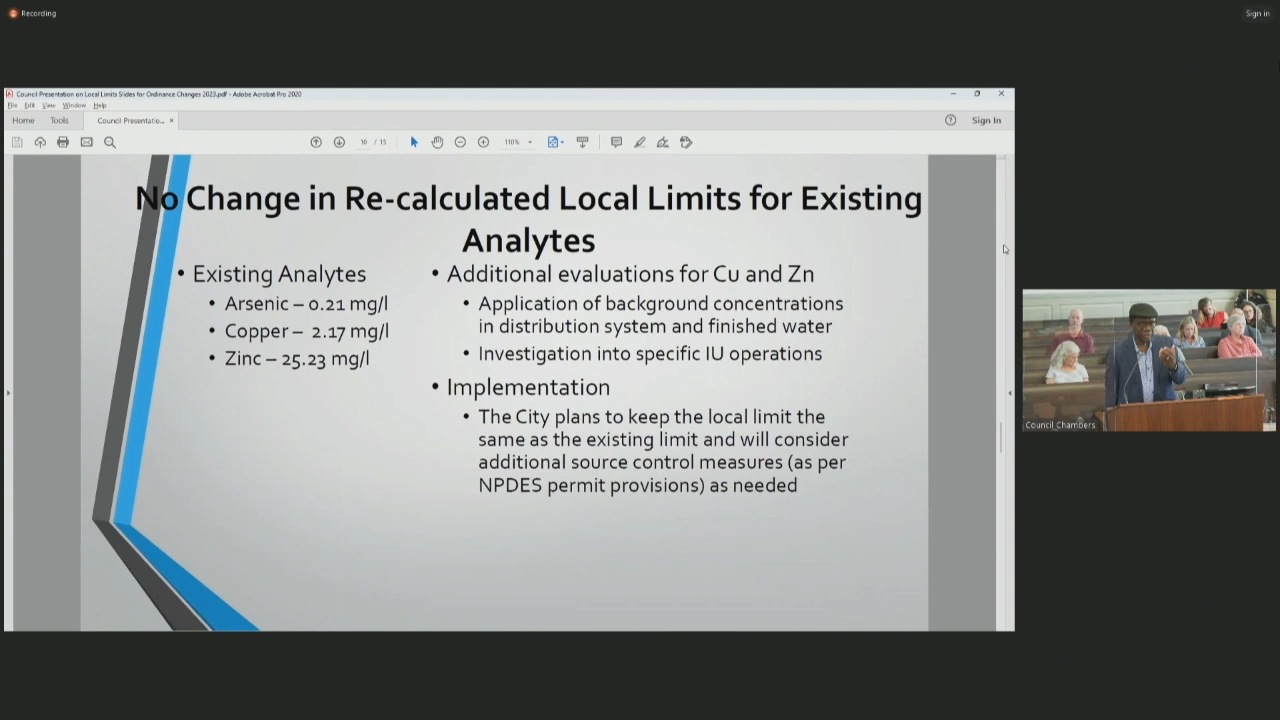 Recording
Sign in
Council Presentation on Local Limits Slides for Ordinance Changes 2023.pdf - Adobe Acrobat Pro 2020
File Edit View Window Help
Home Tools Council Presentatio... ×
Sign In
10 / 15
110%
No Change in Re-calculated Local Limits for Existing
Analytes
• Existing Analytes
• Arsenic – 0.21 mg/l
• Copper – 2.17 mg/l
• Zinc – 25.23 mg/l
• Additional evaluations for Cu and Zn
• Application of background concentrations
in distribution system and finished water
• Investigation into specific IU operations
• Implementation
• The City plans to keep the local limit the
same as the existing limit and will consider
additional source control measures (as per
NPDES permit provisions) as needed
Council Chambers